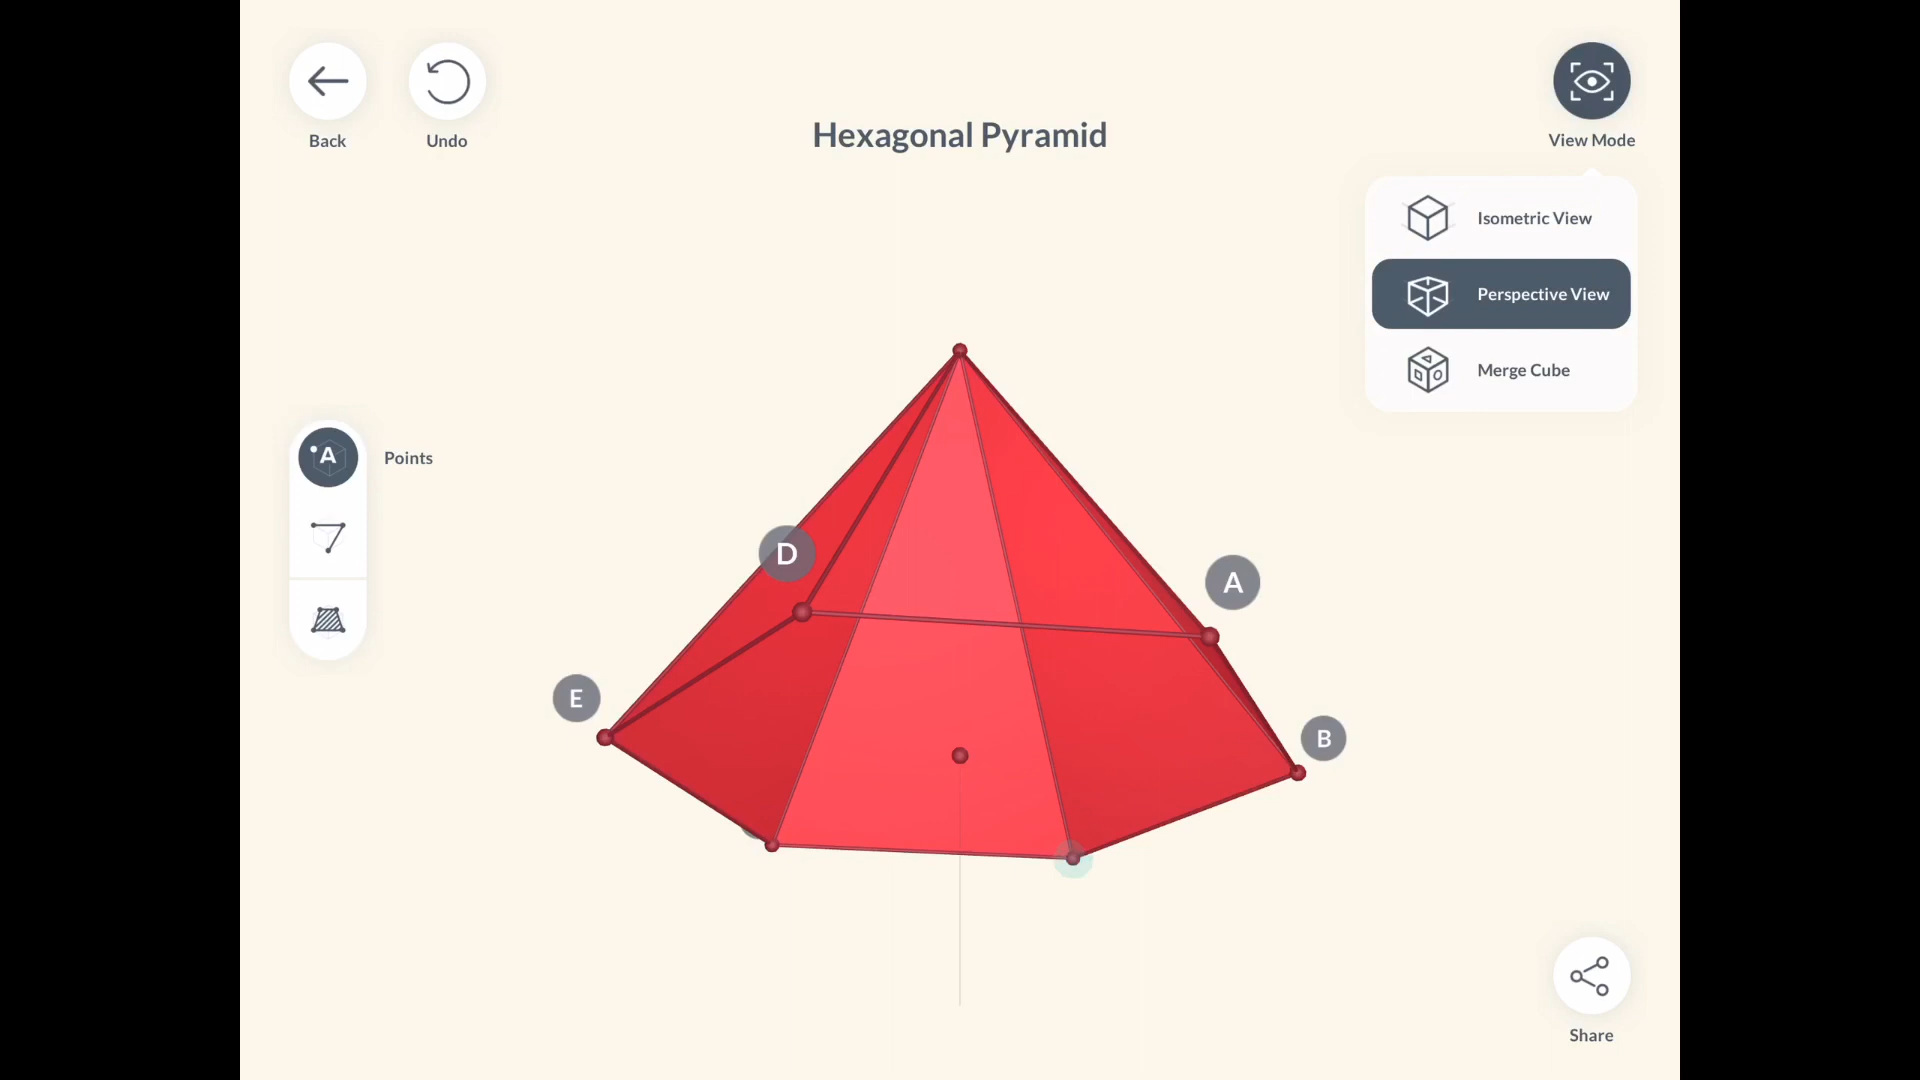 Back
Undo
Hexagonal Pyramid
View Mode
Isometric View
Perspective View
Merge Cube
A
Points
D
A
E
B
Share